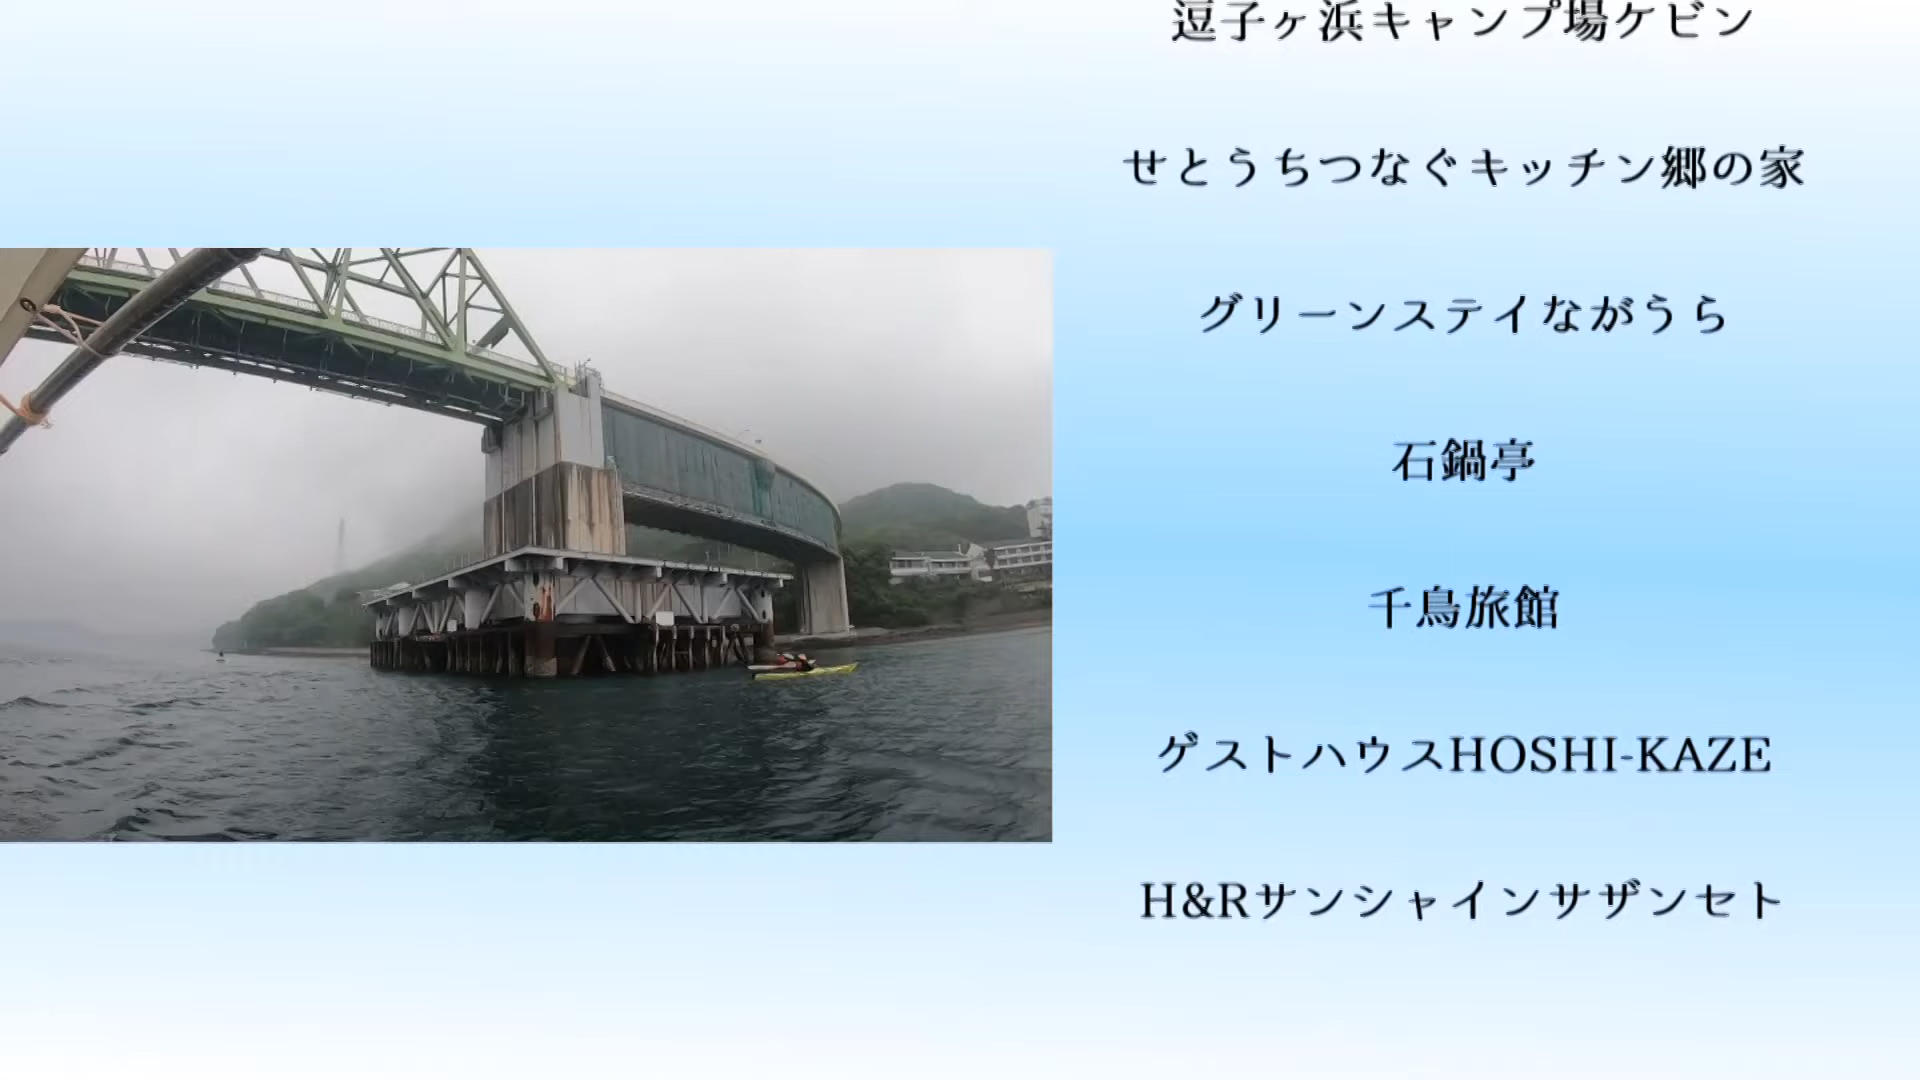 逗子ヶ浜キャンプ場ケビン
せとうちつなぐキッチン郷の家
グリーンステイながうら
石鍋亭
千鳥旅館
ゲストハウスHOSHI-KAZE
H&Rサンシャインサザンセト